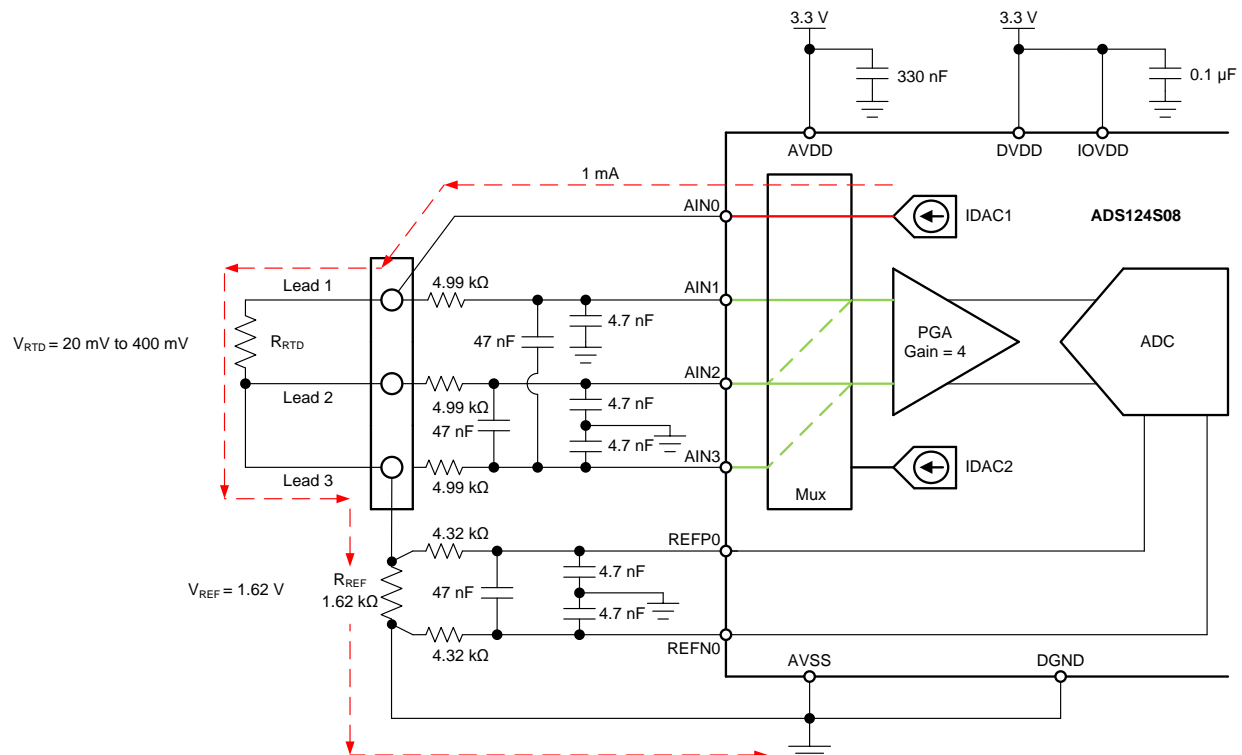 3.3 V
3.3 V
330 nF
0.1 µF
AVDD
DVDD
IOVDD
1 mA
AIN0
IDAC1
ADS124S08
Lead 1
4.99 kΩ
AIN1
4.7 nF
V_RTD = 20 mV to 400 mV
R_RTD
47 nF
PGA
Gain = 4
ADC
Lead 2
4.99 kΩ
AIN2
4.7 nF
47 nF
4.7 nF
Lead 3
4.99 kΩ
AIN3
IDAC2
Mux
4.32 kΩ
REFP0
4.7 nF
V_REF = 1.62 V
R_REF
1.62 kΩ
47 nF
4.7 nF
4.32 kΩ
REFN0
AVSS
DGND